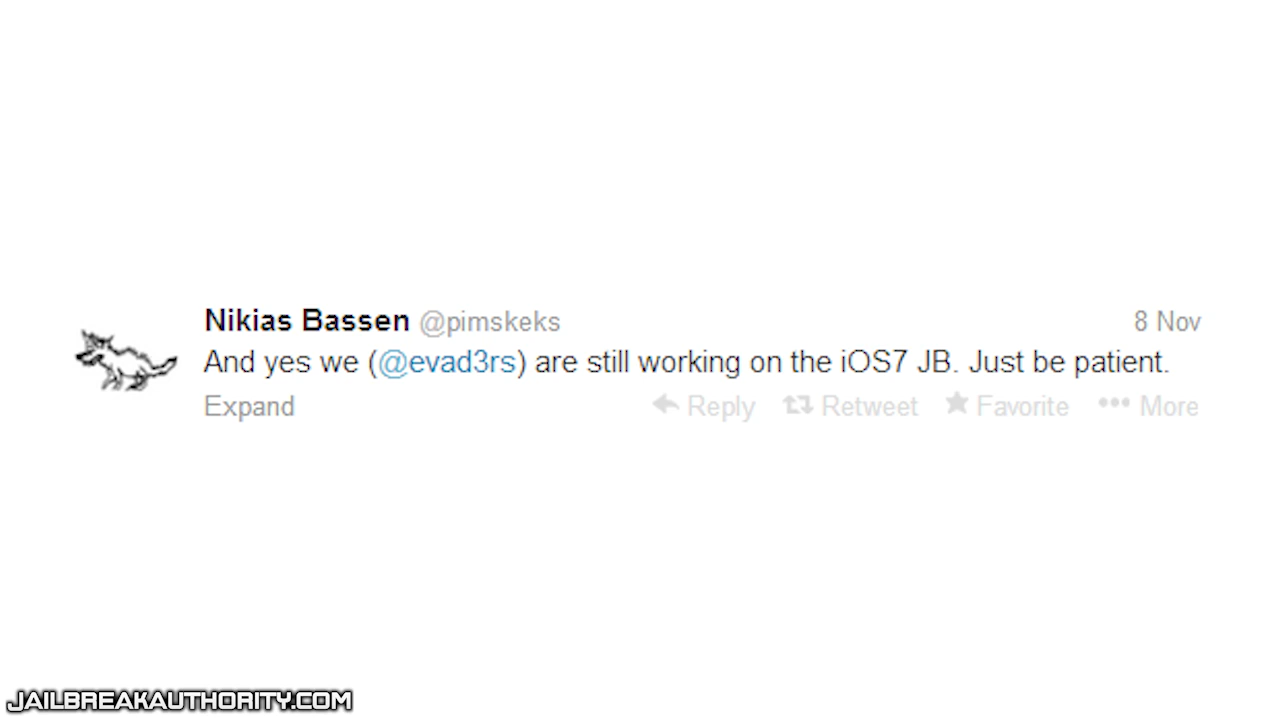 Nikias Bassen @pimskeks 8 Nov
And yes we (@evad3rs) are still working on the iOS7 JB. Just be patient.
Expand Reply Retweet Favorite More
JAILBREAKAUTHORITY.COM